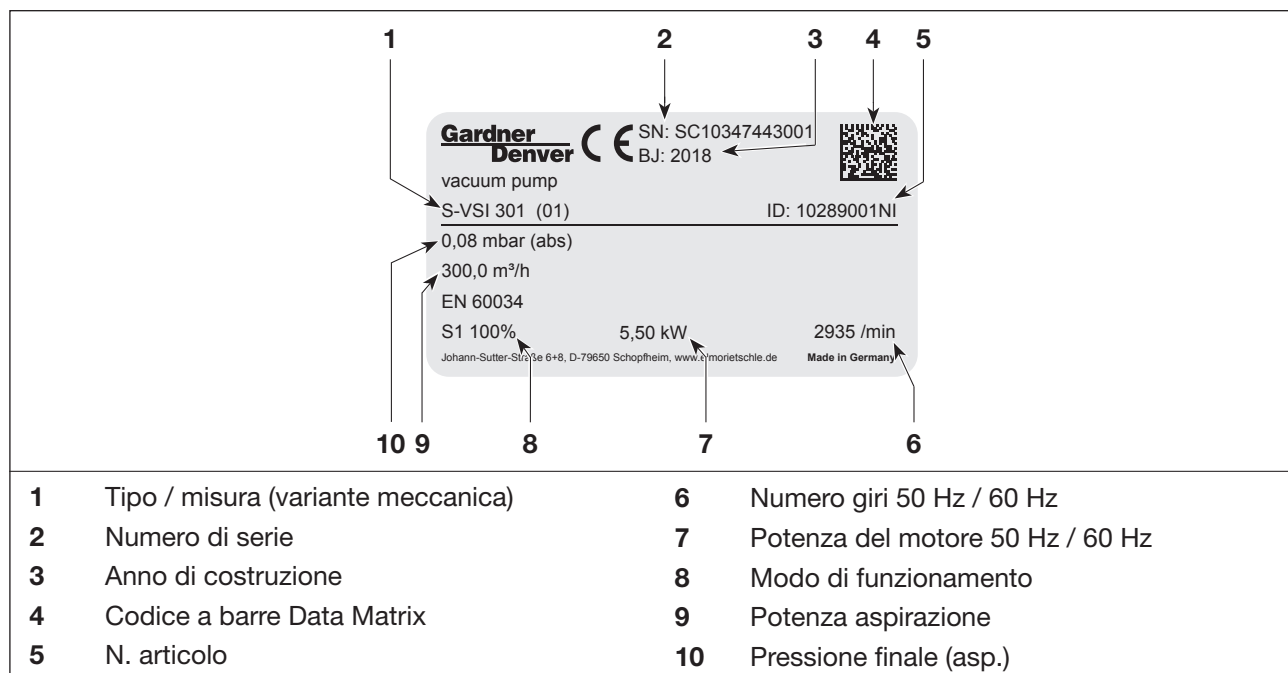 1 2 3 4 5
Gardner
Denver
CE
SN: SC10347443001
BJ: 2018
vacuum pump
S-VSI 301 (01) ID: 10289001NI
0,08 mbar (abs)
300,0 m³/h
EN 60034
S1 100% 5,50 kW 2935 /min
Johann-Sutter-Straße 6+8, D-79650 Schopfheim, www.elmorietschle.de Made in Germany
10 9 8 7 6
1 Tipo / misura (variante meccanica)
2 Numero di serie
3 Anno di costruzione
4 Codice a barre Data Matrix
5 N. articolo
6 Numero giri 50 Hz / 60 Hz
7 Potenza del motore 50 Hz / 60 Hz
8 Modo di funzionamento
9 Potenza aspirazione
10 Pressione finale (asp.)